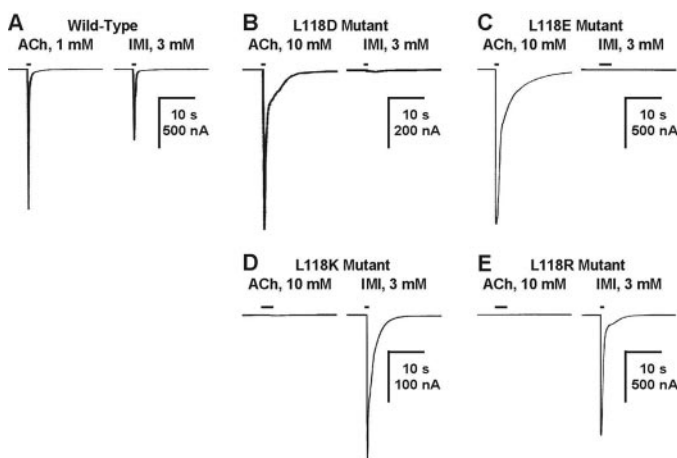 A
Wild-Type
ACh, 1 mM IMI, 3 mM
10 s
500 nA
B
L118D Mutant
ACh, 10 mM IMI, 3 mM
10 s
200 nA
C
L118E Mutant
ACh, 10 mM IMI, 3 mM
10 s
500 nA
D
L118K Mutant
ACh, 10 mM IMI, 3 mM
10 s
100 nA
E
L118R Mutant
ACh, 10 mM IMI, 3 mM
10 s
500 nA